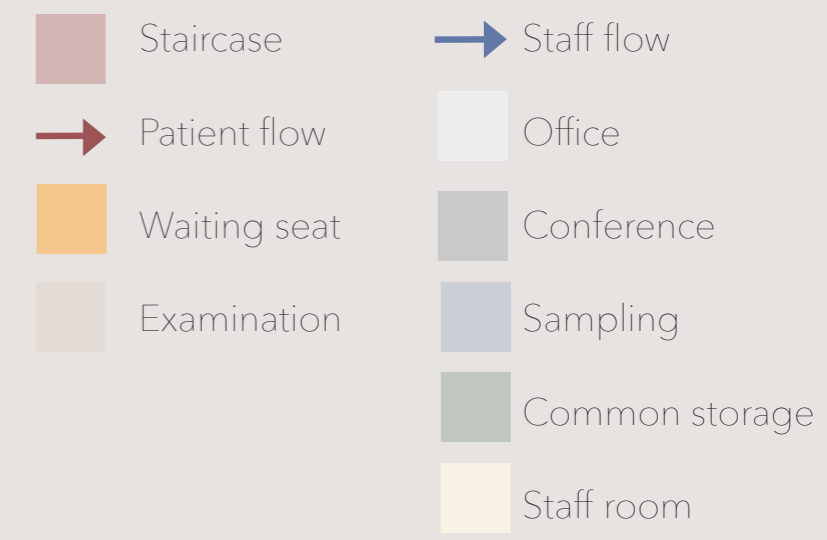 Staircase
Patient flow
Waiting seat
Examination
Staff flow
Office
Conference
Sampling
Common storage
Staff room